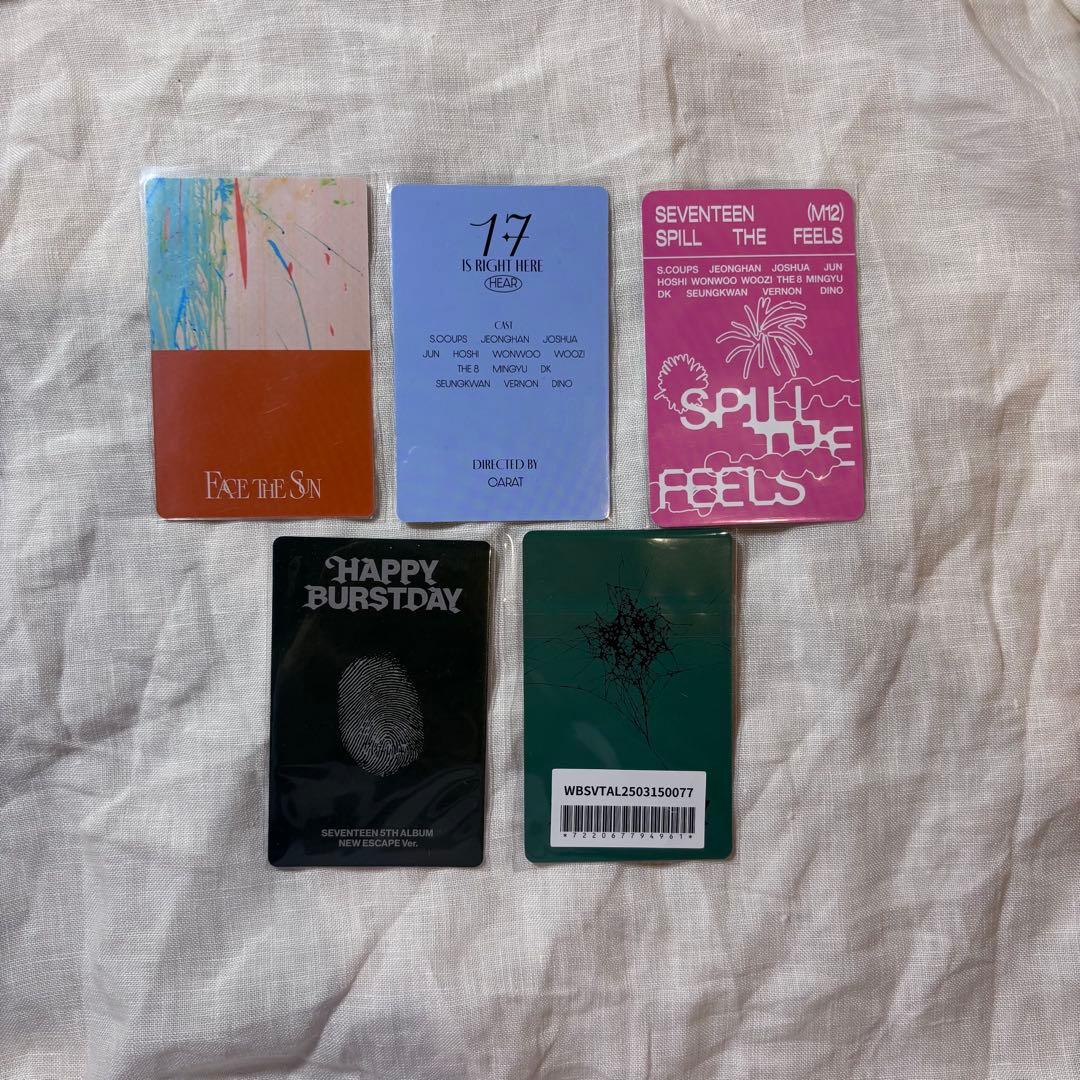 FACE THE SUN
17
IS RIGHT HERE
HEAR
CAST
S.COUPS JEONGHAN JOSHUA
JUN HOSHI WONWOO WOOZI
THE 8 MINGYU DK
SEUNGKWAN VERNON DINO
DIRECTED BY
CARAT
SEVENTEEN (M12)
SPILL THE FEELS
S.COUPS JEONGHAN JOSHUA JUN
HOSHI WONWOO WOOZI THE 8 MINGYU
DK SEUNGKWAN VERNON DINO
SPILL
THE
FEELS
HAPPY
BURSTDAY
SEVENTEEN 5TH ALBUM
NEW ESCAPE Ver.
WBSVTAL2503150077
*722067794961*